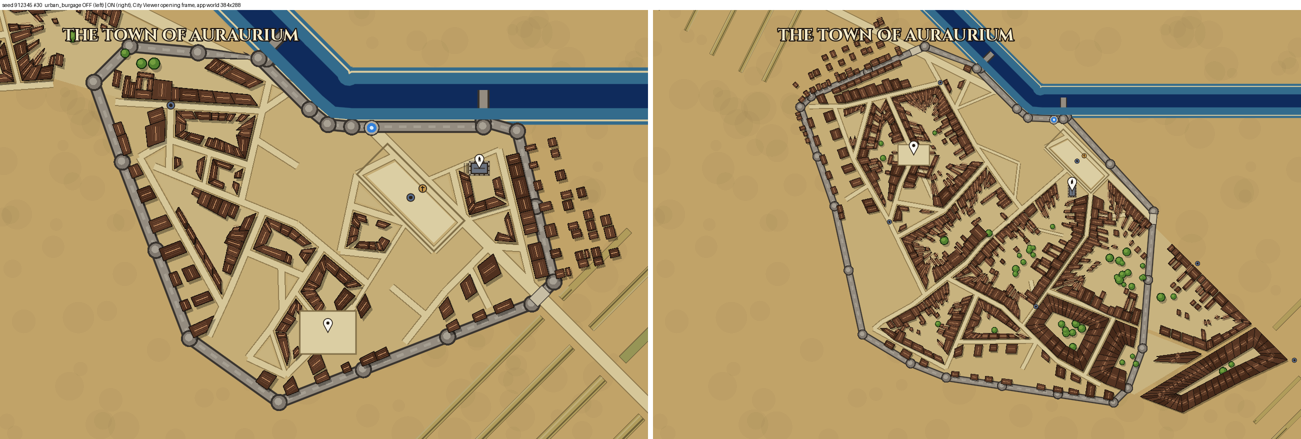 seed 912345 #30 urban_burgage OFF (left) | ON (right), City Viewer opening frame, app-world 384x288
THE TOWN OF AURAURIUM
THE TOWN OF AURAURIUM